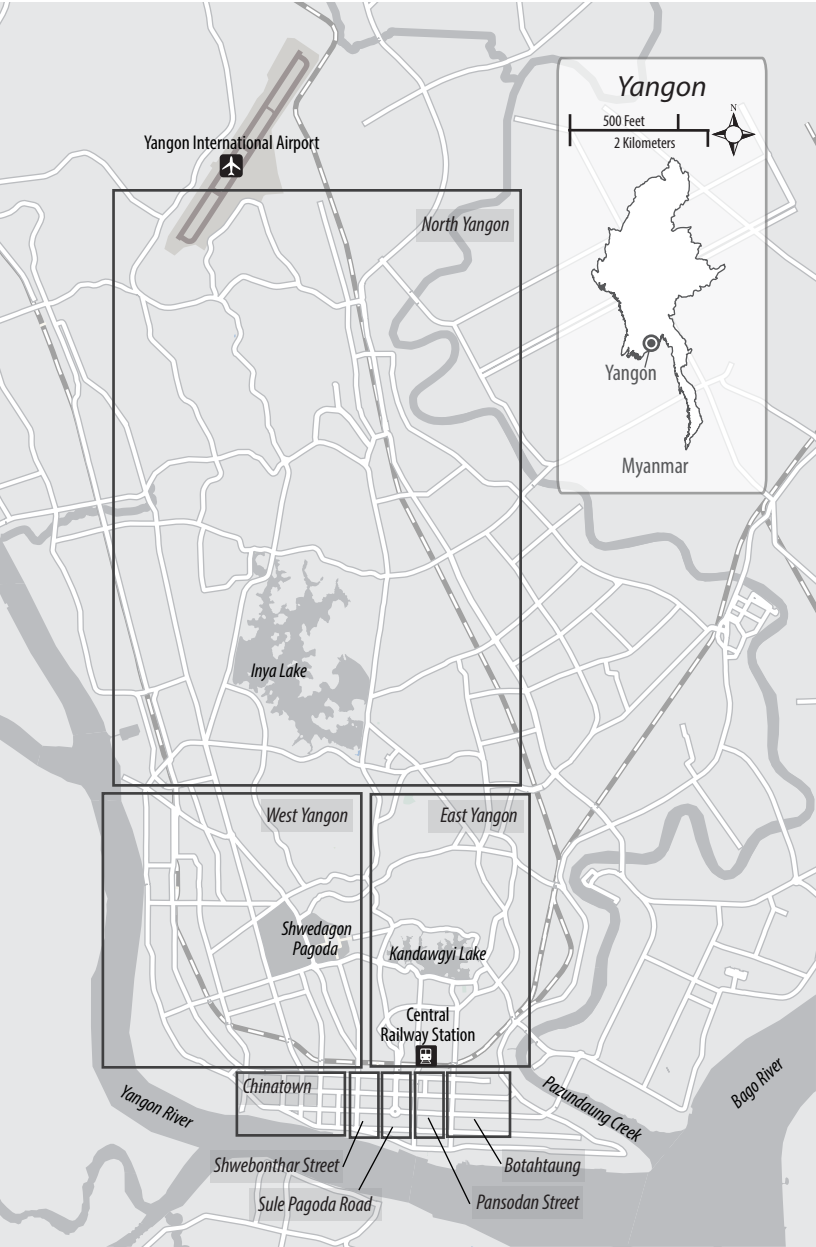 Yangon
N
500 Feet
2 Kilometers
Yangon
Myanmar
Yangon International Airport
North Yangon
Inya Lake
West Yangon
East Yangon
Shwedagon
Pagoda
Kandawgyi Lake
Central
Railway Station
Chinatown
Yangon River
Pazundaung Creek
Bago River
Shwebonthar Street
Botahtaung
Sule Pagoda Road
Pansodan Street